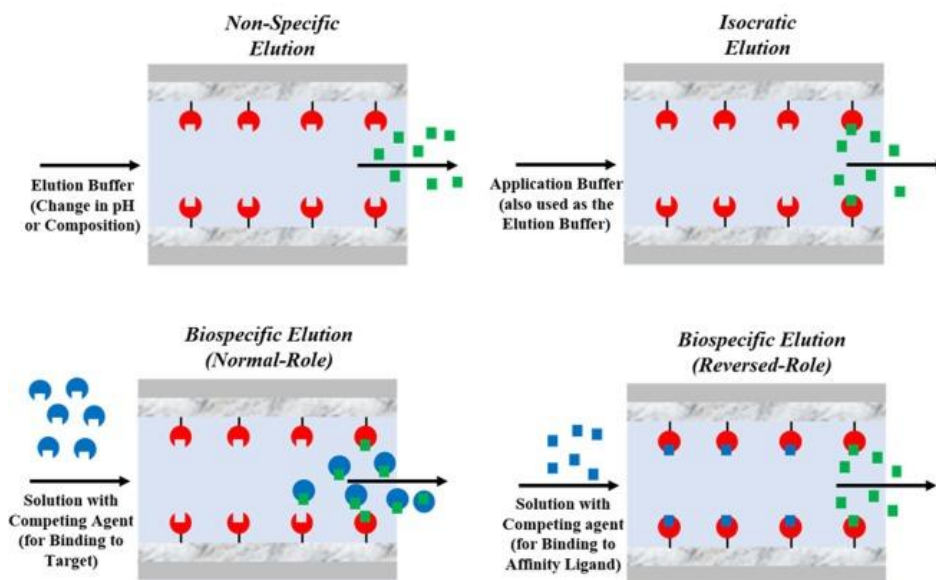 Non-Specific
Elution
Elution Buffer
(Change in pH
or Composition)
Isocratic
Elution
Application Buffer
(also used as the
Elution Buffer)
Biospecific Elution
(Normal-Role)
Solution with
Competing Agent
(for Binding to
Target)
Biospecific Elution
(Reversed-Role)
Solution with
Competing agent
(for Binding to
Affinity Ligand)